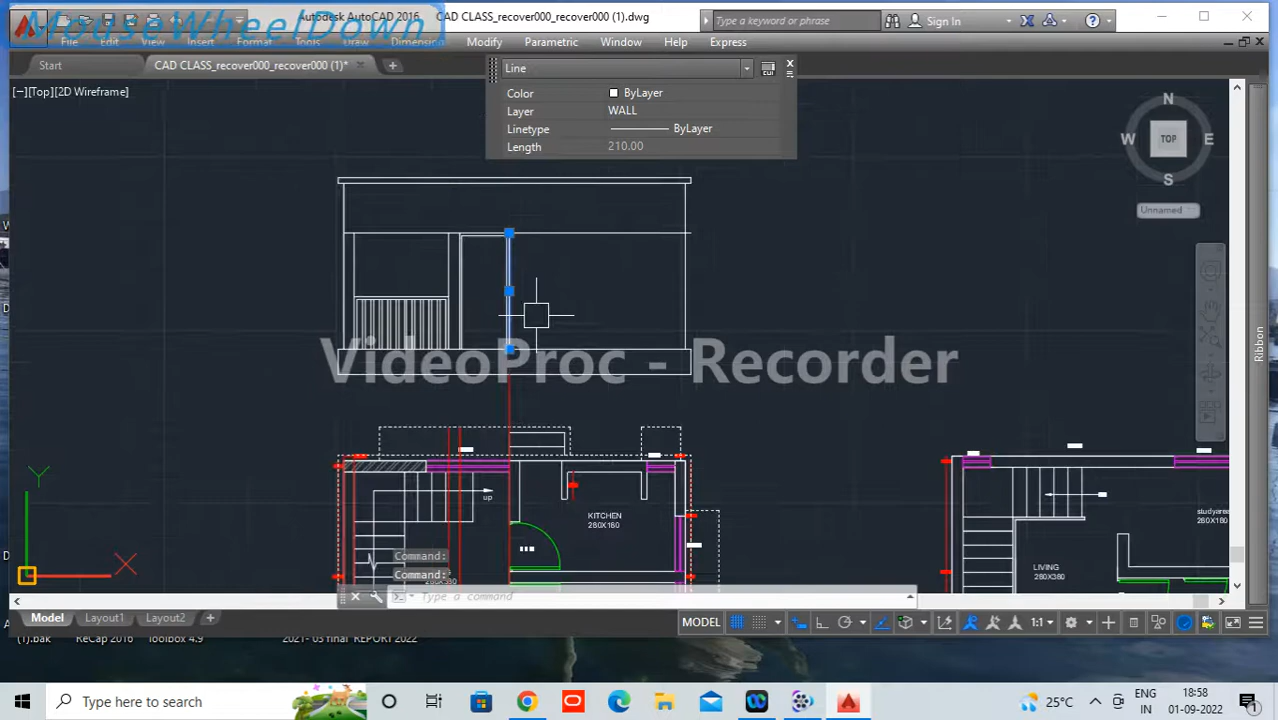 MouseWheelDown
Autodesk AutoCAD 2016 CAD CLASS_recover000_recover000 (1).dwg
Type a keyword or phrase
Sign In
File Edit View Insert Format Tools Draw Dimension Modify Parametric Window Help Express
Start
CAD CLASS_recover000_recover000 (1)*
Line
[−][Top][2D Wireframe]
Color ByLayer
Layer WALL
Linetype ByLayer
Length 210.00
N
W TOP E
S
Unnamed
VideoProc - Recorder
Ribbon
up
KITCHEN
280X180
studyarea
LIVING
280X380
Y
X
Command:
Command:
Type a command
Model Layout1 Layout2
MODEL
1:1
(1).bak
ReCap 2016
Toolbox 4.9
2021- 03 final REPORT 2022
Type here to search
25°C
ENG
IN
18:58
01-09-2022
1